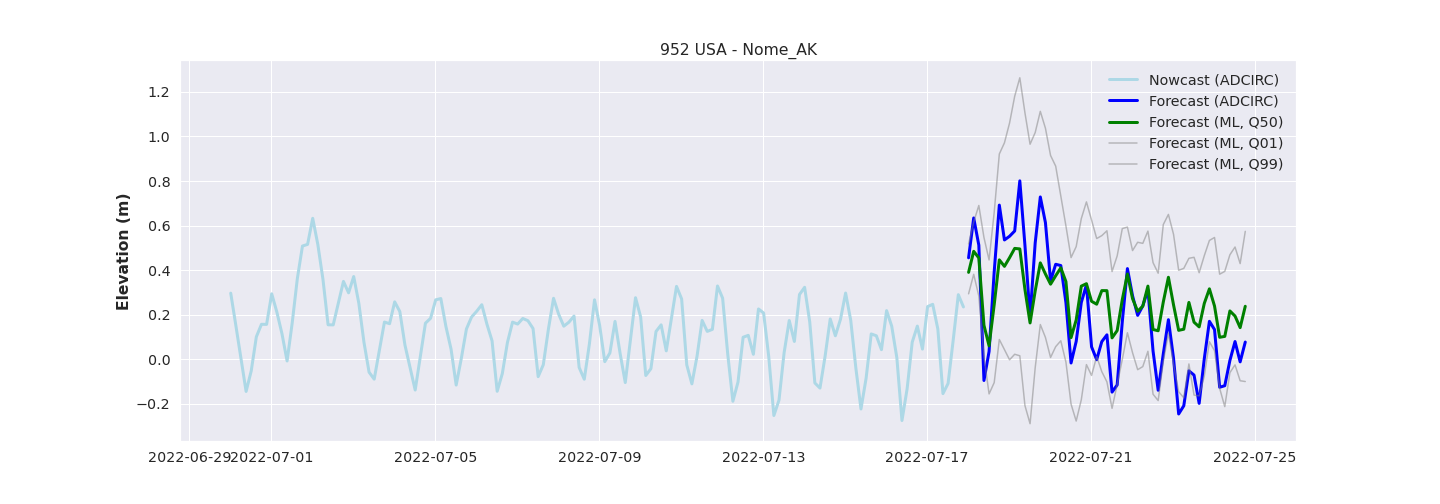 952 USA - Nome_AK
Nowcast (ADCIRC)
Forecast (ADCIRC)
Forecast (ML, Q50)
Forecast (ML, Q01)
Forecast (ML, Q99)
Elevation (m)
1.2
1.0
0.8
0.6
0.4
0.2
0.0
−0.2
2022-06-29 2022-07-01 2022-07-05 2022-07-09 2022-07-13 2022-07-17 2022-07-21 2022-07-25